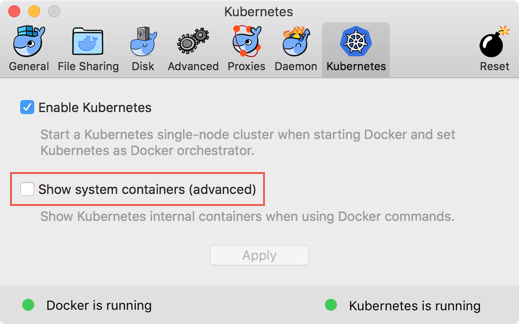 Kubernetes
General
File Sharing
Disk
Advanced
Proxies
Daemon
Kubernetes
Reset
Enable Kubernetes
Start a Kubernetes single-node cluster when starting Docker and set
Kubernetes as Docker orchestrator.
Show system containers (advanced)
Show Kubernetes internal containers when using Docker commands.
Apply
Docker is running
Kubernetes is running